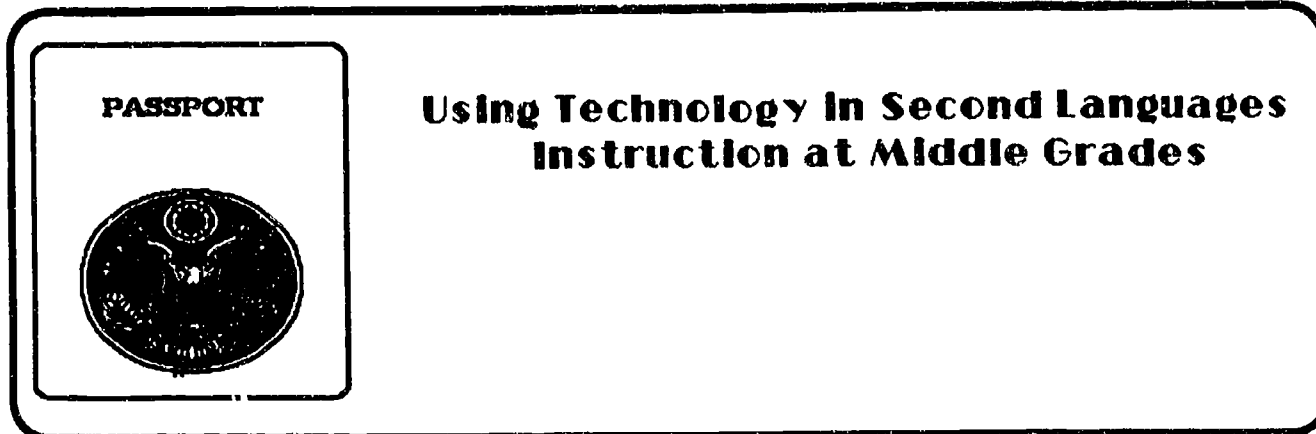 PASSPORT
Using Technology in Second Languages
Instruction at Middle Grades